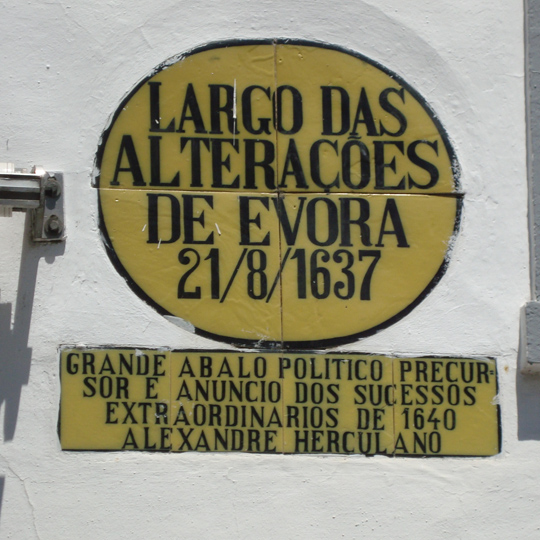 LARGO DAS
ALTERAÇÕES
DE EVORA
21/8/1637
GRANDE ABALO POLITICO PRECUR-
SOR E ANUNCIO DOS SUCESSOS
EXTRAORDINARIOS DE 1640
ALEXANDRE HERCULANO